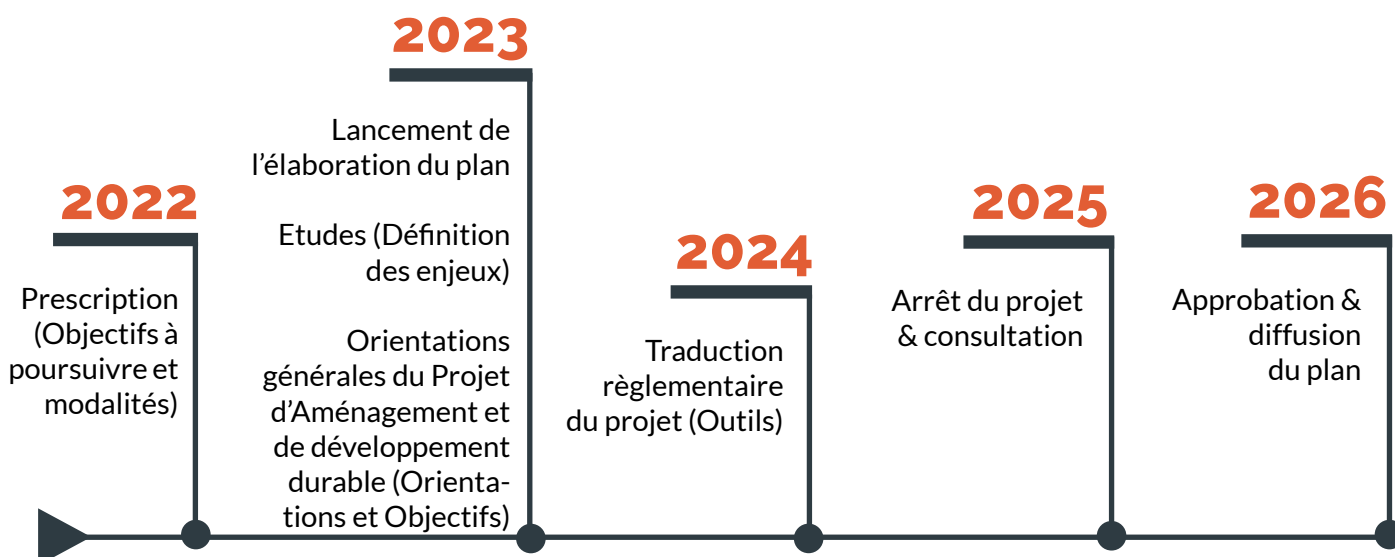 2022
Prescription
(Objectifs à
poursuivre et
modalités)
2023
Lancement de
l'élaboration du plan
Etudes (Définition
des enjeux)
Orientations
générales du Projet
d'Aménagement et
de développement
durable (Orienta-
tions et Objectifs)
2024
Traduction
règlementaire
du projet (Outils)
2025
Arrêt du projet
& consultation
2026
Approbation &
diffusion
du plan